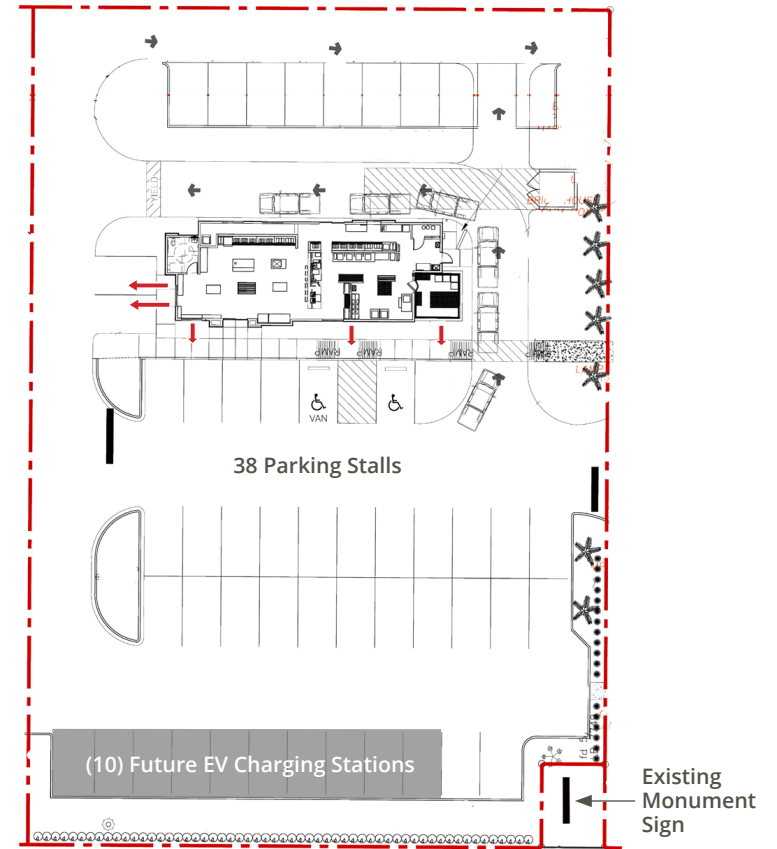 RAMP
RAMP
RAMP
VAN
38 Parking Stalls
(10) Future EV Charging Stations
Existing
Monument
Sign